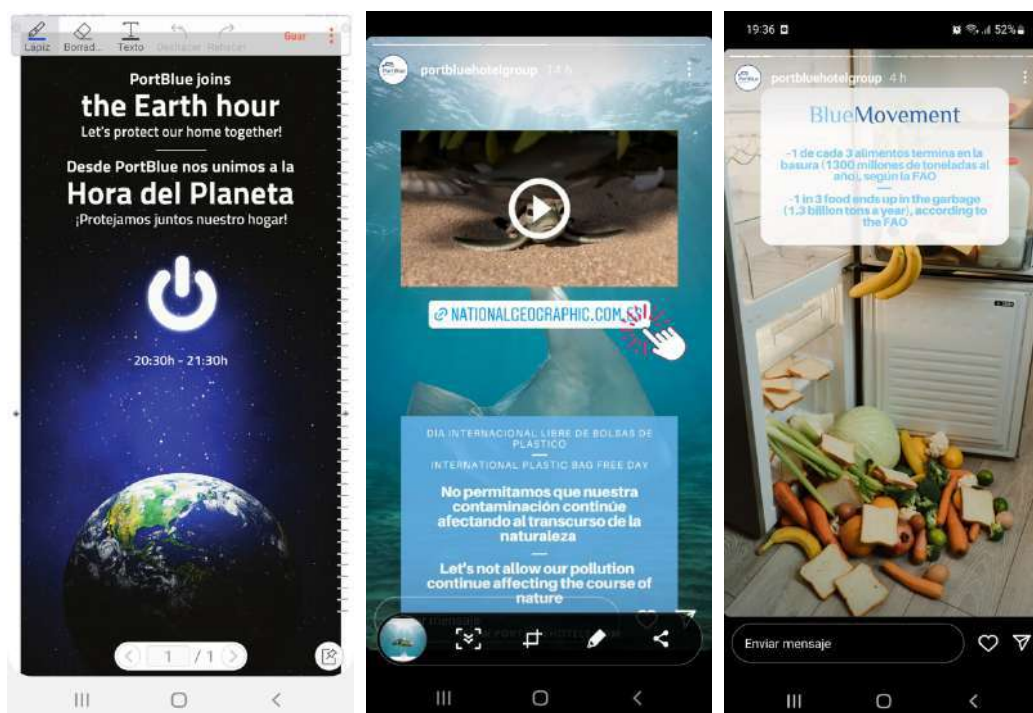 Lápiz Borrad... Texto Deshacer Rehacer Guar
PortBlue joins
the Earth hour
Let's protect our home together!
Desde PortBlue nos unimos a la
Hora del Planeta
¡Protejamos juntos nuestro hogar!
20:30h - 21:30h
1 / 1
portbluehotelgroup 14 h
NATIONALGEOGRAPHIC.COM.ES
DIA INTERNACIONAL LIBRE DE BOLSAS DE
PLASTICO
INTERNATIONAL PLASTIC BAG FREE DAY
No permitamos que nuestra
contaminación continúe
afectando al transcurso de la
naturaleza
Let's not allow our pollution
continue affecting the course of
nature
mensaje
19:36 52%
portbluehotelgroup 4 h
BlueMovement
-1 de cada 3 alimentos termina en la
basura (1300 millones de toneladas al
año), según la FAO
-1 in 3 food ends up in the garbage
(1.3 billion tons a year), according to
the FAO
Enviar mensaje